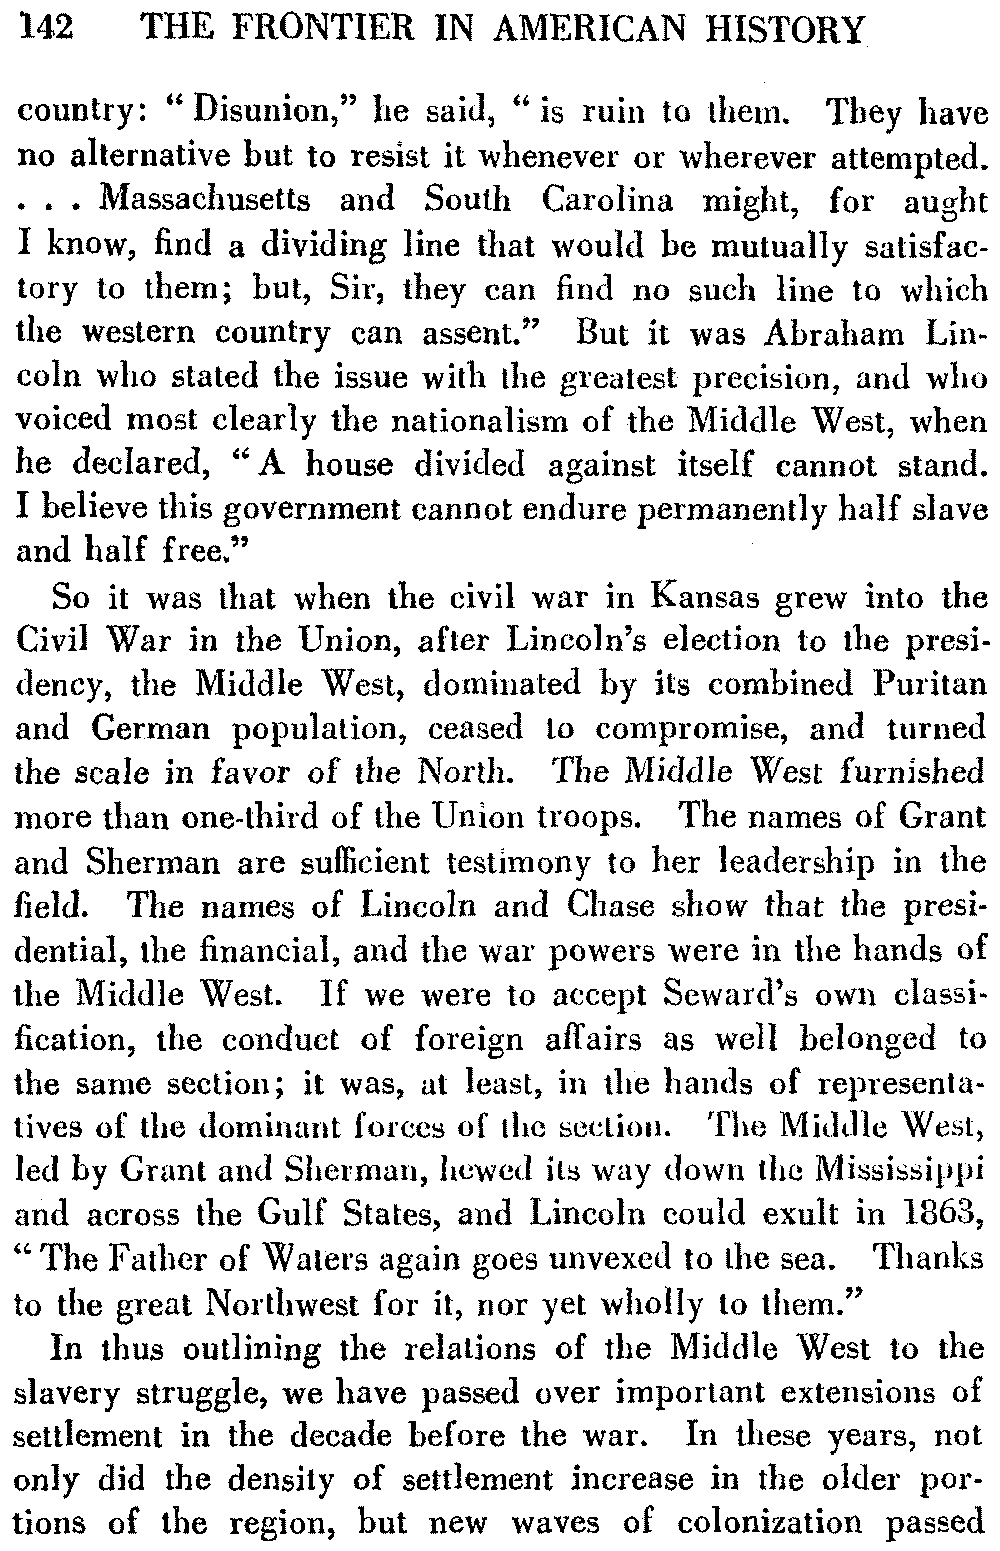 142 THE FRONTIER IN AMERICAN HISTORY
country: “ Disunion,” he said, “ is ruin to them. They have
no alternative but to resist it whenever or wherever attempted.
. . . Massachusetts and South Carolina might, for aught
I know, find a dividing line that would be mutually satisfac-
tory to them; but, Sir, they can find no such line to which
the western country can assent.” But it was Abraham Lin-
coln who stated the issue with the greatest precision, and who
voiced most clearly the nationalism of the Middle West, when
he declared, “ A house divided against itself cannot stand.
I believe this government cannot endure permanently half slave
and half free.”
So it was that when the civil war in Kansas grew into the
Civil War in the Union, after Lincoln’s election to the presi-
dency, the Middle West, dominated by its combined Puritan
and German population, ceased to compromise, and turned
the scale in favor of the North. The Middle West furnished
more than one-third of the Union troops. The names of Grant
and Sherman are sufficient testimony to her leadership in the
field. The names of Lincoln and Chase show that the presi-
dential, the financial, and the war powers were in the hands of
the Middle West. If we were to accept Seward’s own classi-
fication, the conduct of foreign affairs as well belonged to
the same section; it was, at least, in the hands of representa-
tives of the dominant forces of the section. The Middle West,
led by Grant and Sherman, hewed its way down the Mississippi
and across the Gulf States, and Lincoln could exult in 1863,
“ The Father of Waters again goes unvexed to the sea. Thanks
to the great Northwest for it, nor yet wholly to them.”
In thus outlining the relations of the Middle West to the
slavery struggle, we have passed over important extensions of
settlement in the decade before the war. In these years, not
only did the density of settlement increase in the older por-
tions of the region, but new waves of colonization passed